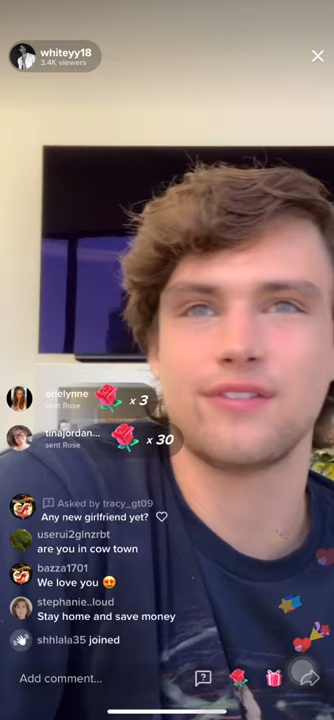 whiteyy18
3.4K viewers
orielynne
sent Rose
x 3
tinajordan...
sent Rose
x 30
Asked by tracy_gt09
Any new girlfriend yet?
userui2glnzrbt
are you in cow town
bazza1701
We love you 😍
stephanie..loud
Stay home and save money
shhlala35 joined
Add comment...